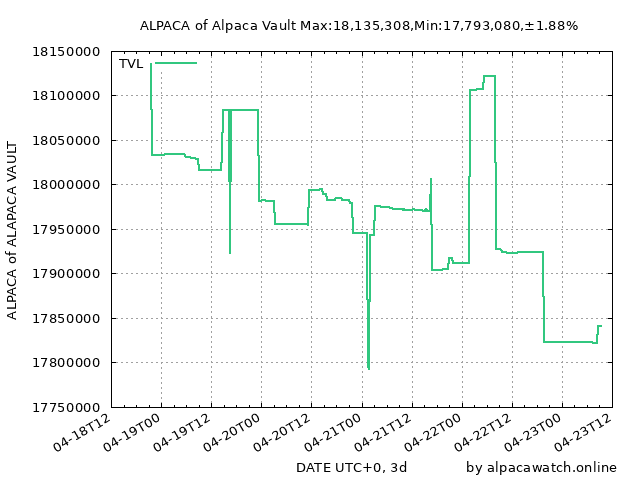 ALPACA of Alpaca Vault Max:18,135,308,Min:17,793,080,±1.88%
TVL
18150000
18100000
18050000
18000000
17950000
17900000
17850000
17800000
17750000
ALPACA of ALAPACA VAULT
04-18T12
04-19T00
04-19T12
04-20T00
04-20T12
04-21T00
04-21T12
04-22T00
04-22T12
04-23T00
04-23T12
DATE UTC+0, 3d
by alpacawatch.online